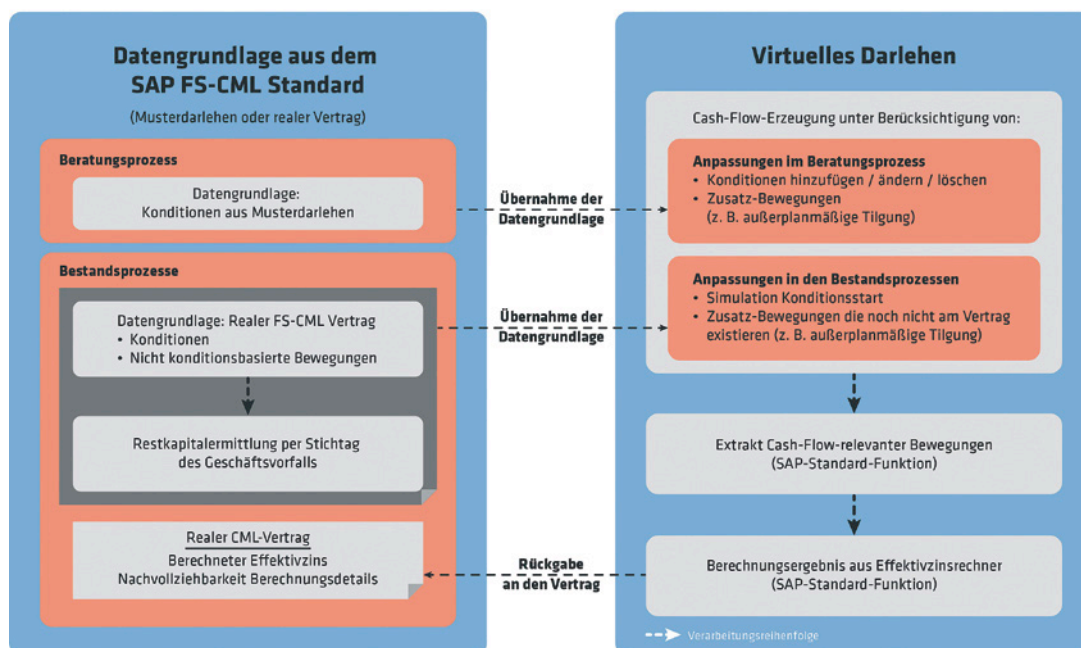 Datengrundlage aus dem
SAP FS-CML Standard
(Musterdarlehen oder realer Vertrag)
Beratungsprozess
Datengrundlage:
Konditionen aus Musterdarlehen
Bestandsprozesse
Datengrundlage: Realer FS-CML Vertrag
• Konditionen
• Nicht konditionsbasierte Bewegungen
Restkapitalermittlung per Stichtag
des Geschäftsvorfalls
Realer CML-Vertrag
Berechneter Effektivzins
Nachvollziehbarkeit Berechnungsdetails
Übernahme der
Datengrundlage
Übernahme der
Datengrundlage
Rückgabe
an den Vertrag
Virtuelles Darlehen
Cash-Flow-Erzeugung unter Berücksichtigung von:
Anpassungen im Beratungsprozess
• Konditionen hinzufügen / ändern / löschen
• Zusatz-Bewegungen
(z. B. außerplanmäßige Tilgung)
Anpassungen in den Bestandsprozessen
• Simulation Konditionsstart
• Zusatz-Bewegungen die noch nicht am Vertrag
existieren (z. B. außerplanmäßige Tilgung)
Extrakt Cash-Flow-relevanter Bewegungen
(SAP-Standard-Funktion)
Berechnungsergebnis aus Effektivzinsrechner
(SAP-Standard-Funktion)
Verarbeitungsreihenfolge